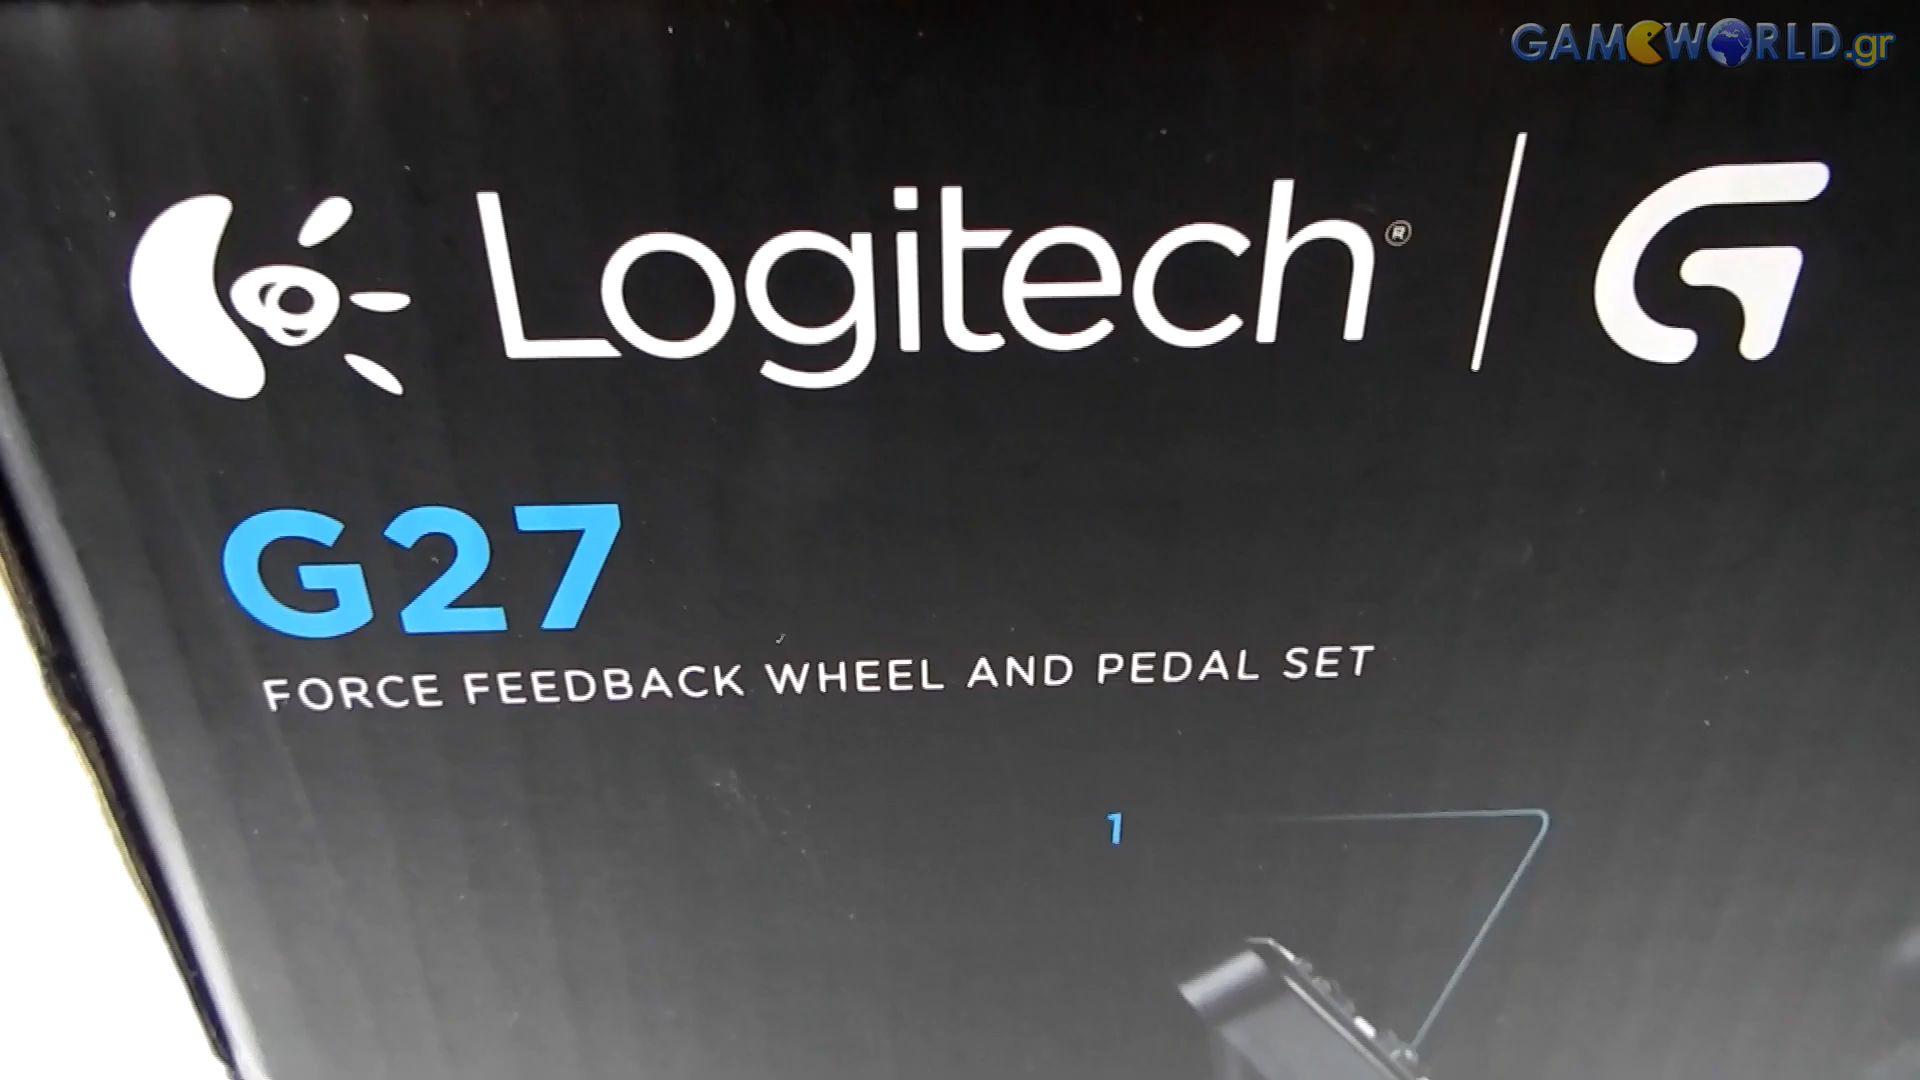 GAMEWORLD.gr
Logitech® | G
G27
FORCE FEEDBACK WHEEL AND PEDAL SET
1